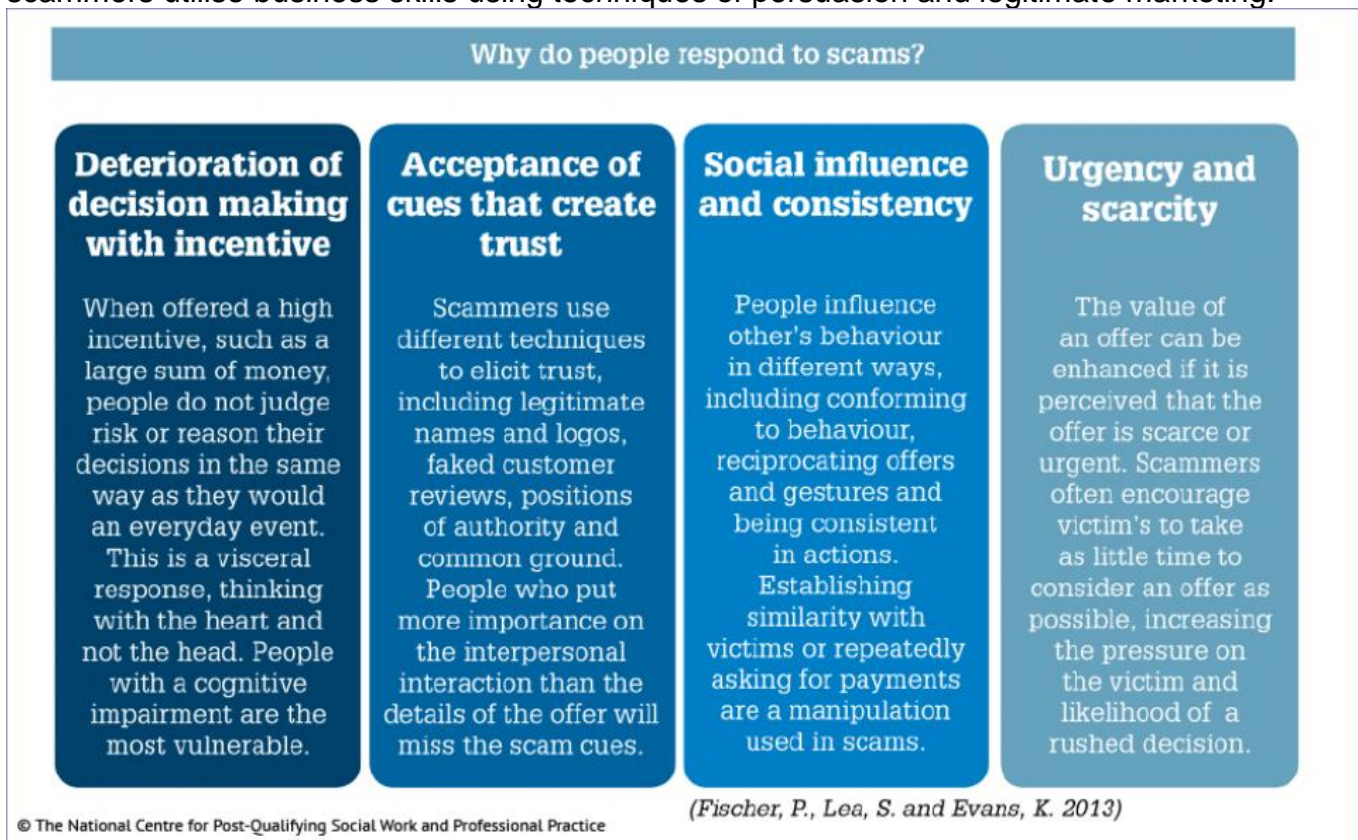 scammers utilise business skills using techniques of persuasion and legitimate marketing.
Why do people respond to scams?
Deterioration of
decision making
with incentive
When offered a high
incentive, such as a
large sum of money,
people do not judge
risk or reason their
decisions in the same
way as they would
an everyday event.
This is a visceral
response, thinking
with the heart and
not the head. People
with a cognitive
impairment are the
most vulnerable.
Acceptance of
cues that create
trust
Scammers use
different techniques
to elicit trust,
including legitimate
names and logos,
faked customer
reviews, positions
of authority and
common ground.
People who put
more importance on
the interpersonal
interaction than the
details of the offer will
miss the scam cues.
Social influence
and consistency
People influence
other's behaviour
in different ways,
including conforming
to behaviour,
reciprocating offers
and gestures and
being consistent
in actions.
Establishing
similarity with
victims or repeatedly
asking for payments
are a manipulation
used in scams.
Urgency and
scarcity
The value of
an offer can be
enhanced if it is
perceived that the
offer is scarce or
urgent. Scammers
often encourage
victim's to take
as little time to
consider an offer as
possible, increasing
the pressure on
the victim and
likelihood of a
rushed decision.
(Fischer, P., Lea, S. and Evans, K. 2013)
© The National Centre for Post-Qualifying Social Work and Professional Practice